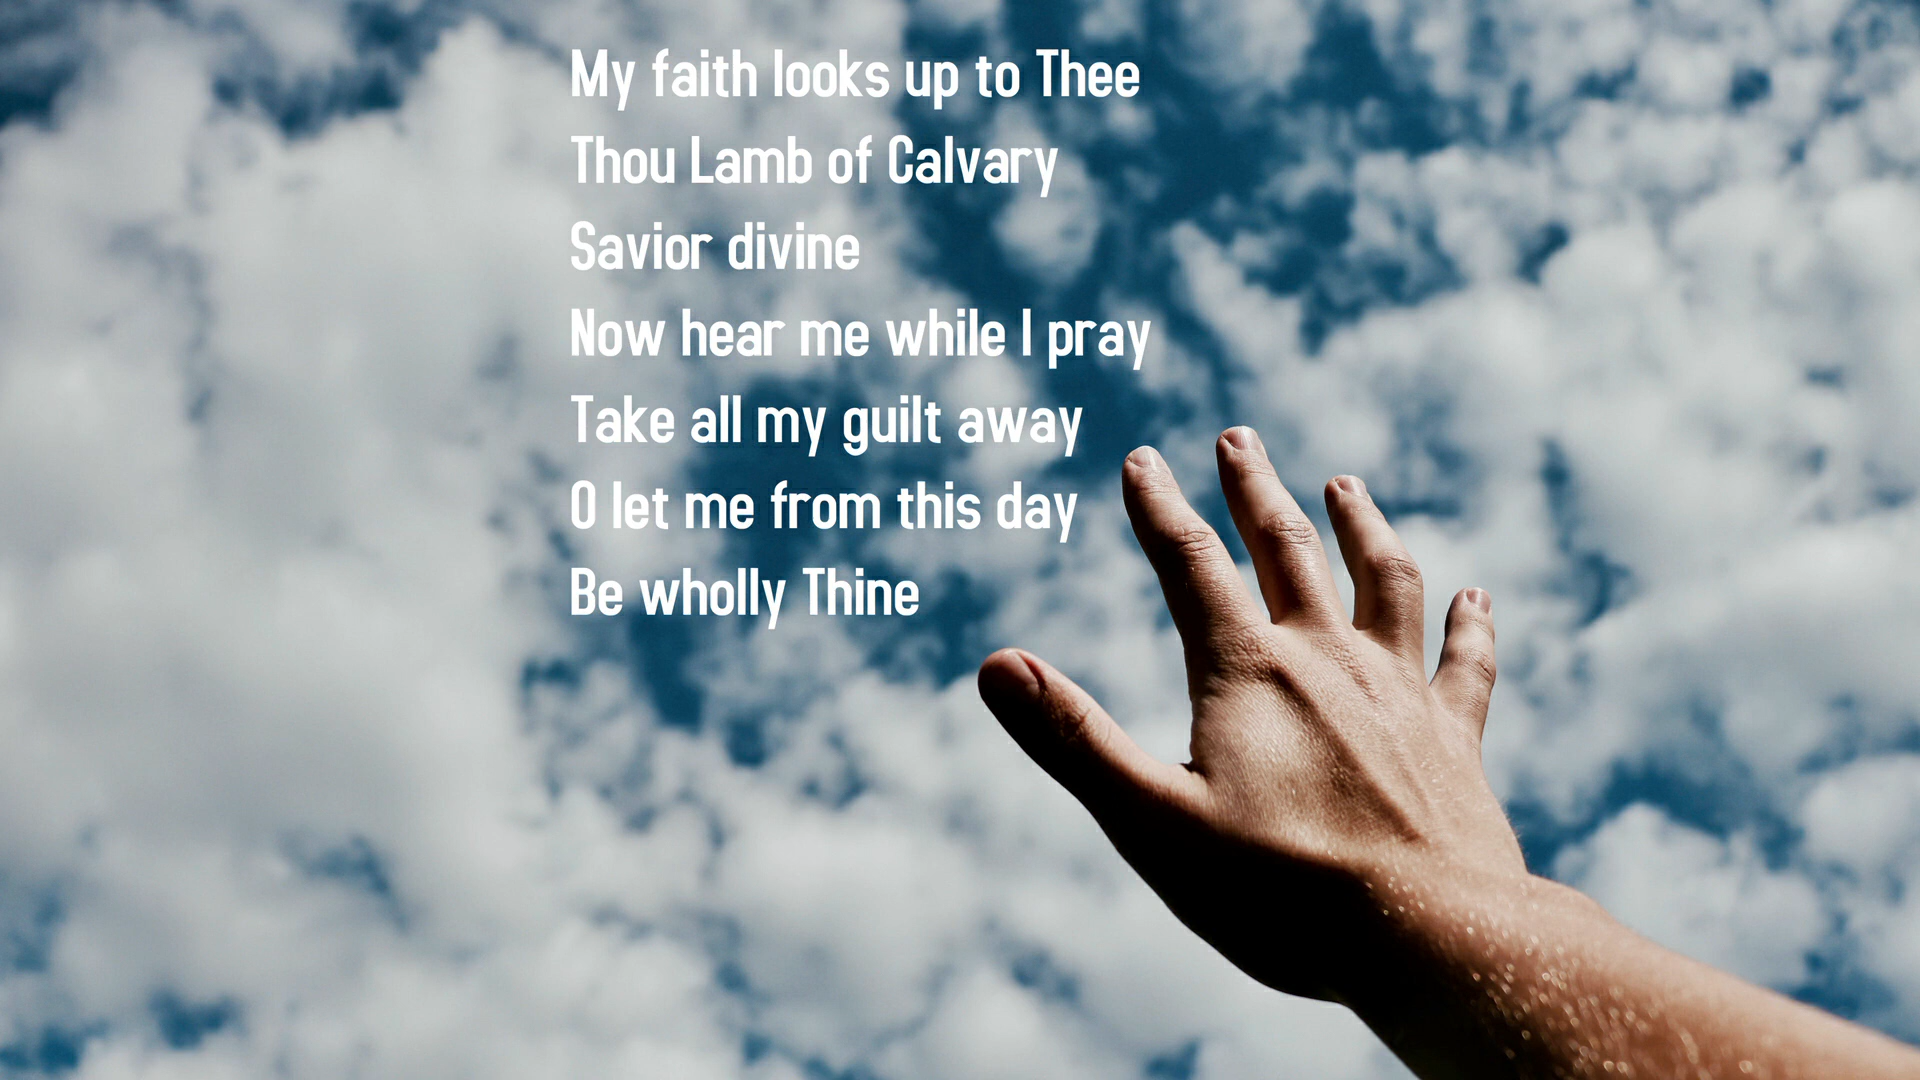 My faith looks up to Thee
Thou Lamb of Calvary
Savior divine
Now hear me while I pray
Take all my guilt away
O let me from this day
Be wholly Thine